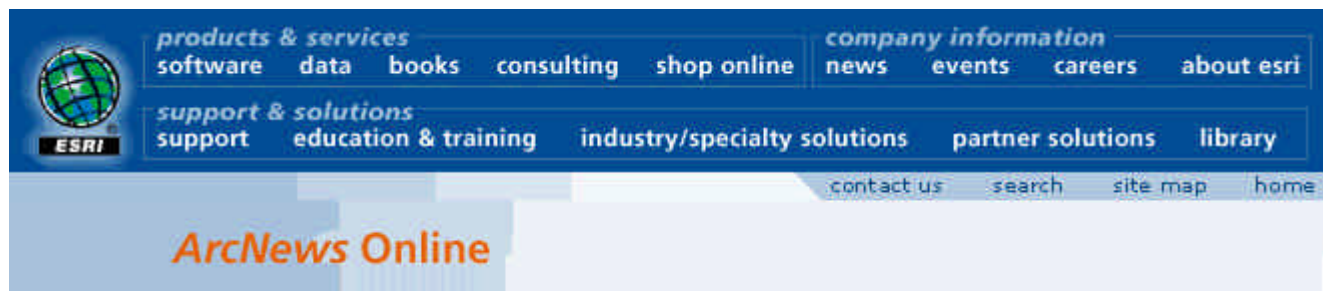 products & services
software data books consulting shop online
company information
news events careers about esri
support & solutions
support education & training industry/specialty solutions partner solutions library
ESRI
®
contact us search site map home
ArcNews Online